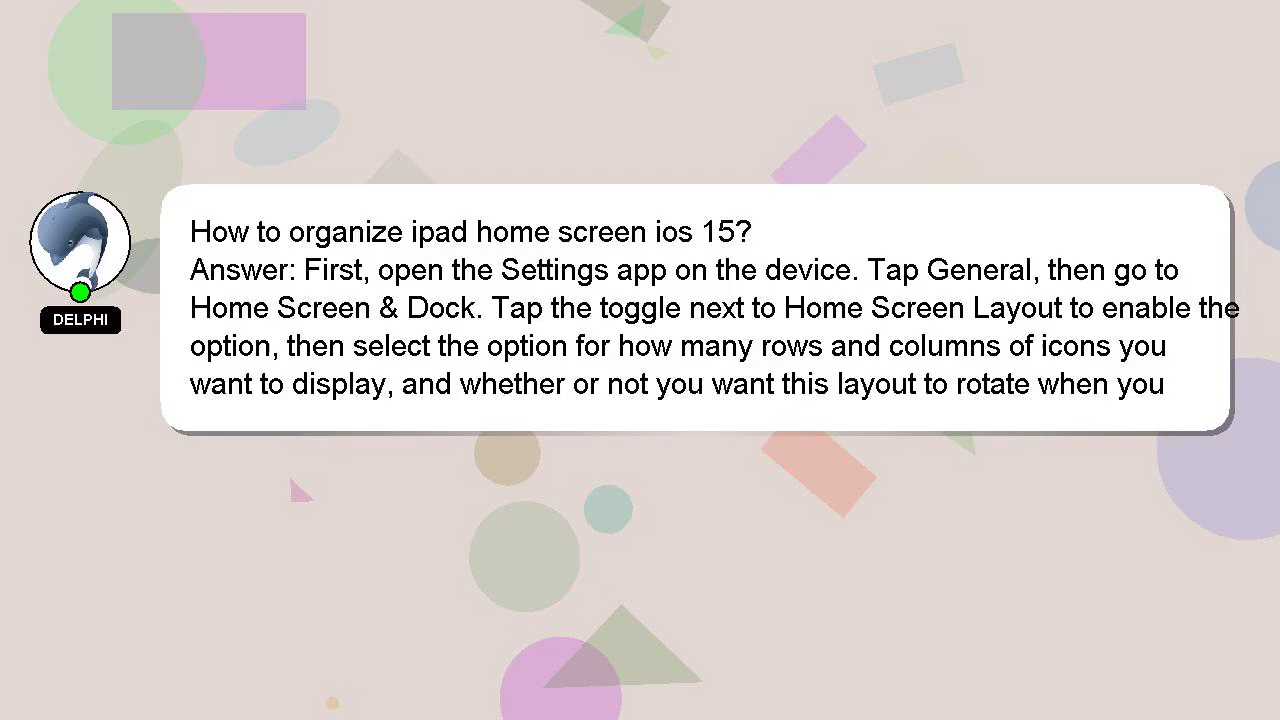 How to organize ipad home screen ios 15?
Answer: First, open the Settings app on the device. Tap General, then go to
Home Screen & Dock. Tap the toggle next to Home Screen Layout to enable the
option, then select the option for how many rows and columns of icons you
want to display, and whether or not you want this layout to rotate when you
DELPHI